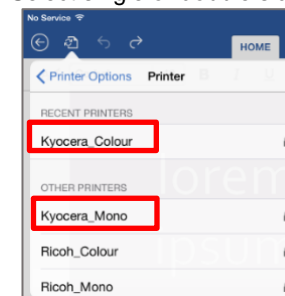 No Service
HOME
Printer Options Printer B I U
RECENT PRINTERS
Kyocera_Colour
lorem
OTHER PRINTERS
Kyocera_Mono
ipsum
Ricoh_Colour
Ricoh_Mono